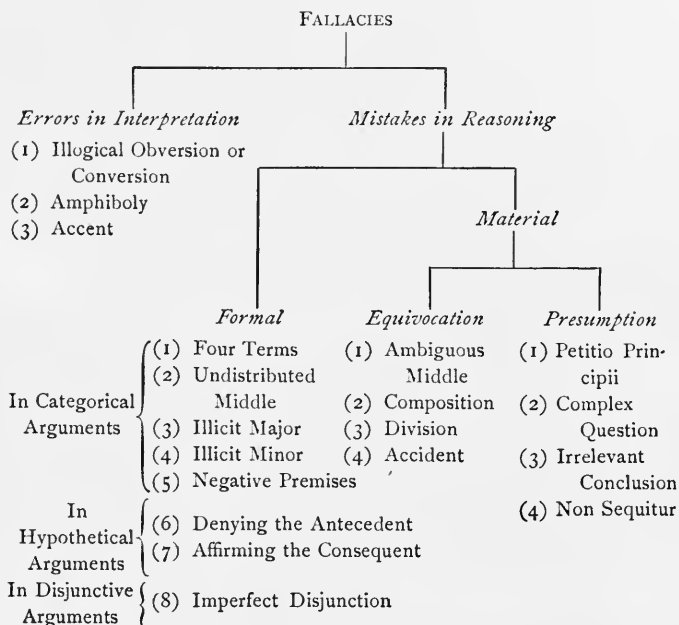 FALLACIES
Errors in Interpretation
(1) Illogical Obversion or
Conversion
(2) Amphiboly
(3) Accent
Mistakes in Reasoning
Material
Formal
In Categorical
Arguments
(1) Four Terms
(2) Undistributed
Middle
(3) Illicit Major
(4) Illicit Minor
(5) Negative Premises
In
Hypothetical
Arguments
(6) Denying the Antecedent
(7) Affirming the Consequent
In Disjunctive
Arguments
(8) Imperfect Disjunction
Equivocation
(1) Ambiguous
Middle
(2) Composition
(3) Division
(4) Accident
Presumption
(1) Petitio Prin-
cipii
(2) Complex
Question
(3) Irrelevant
Conclusion
(4) Non Sequitur